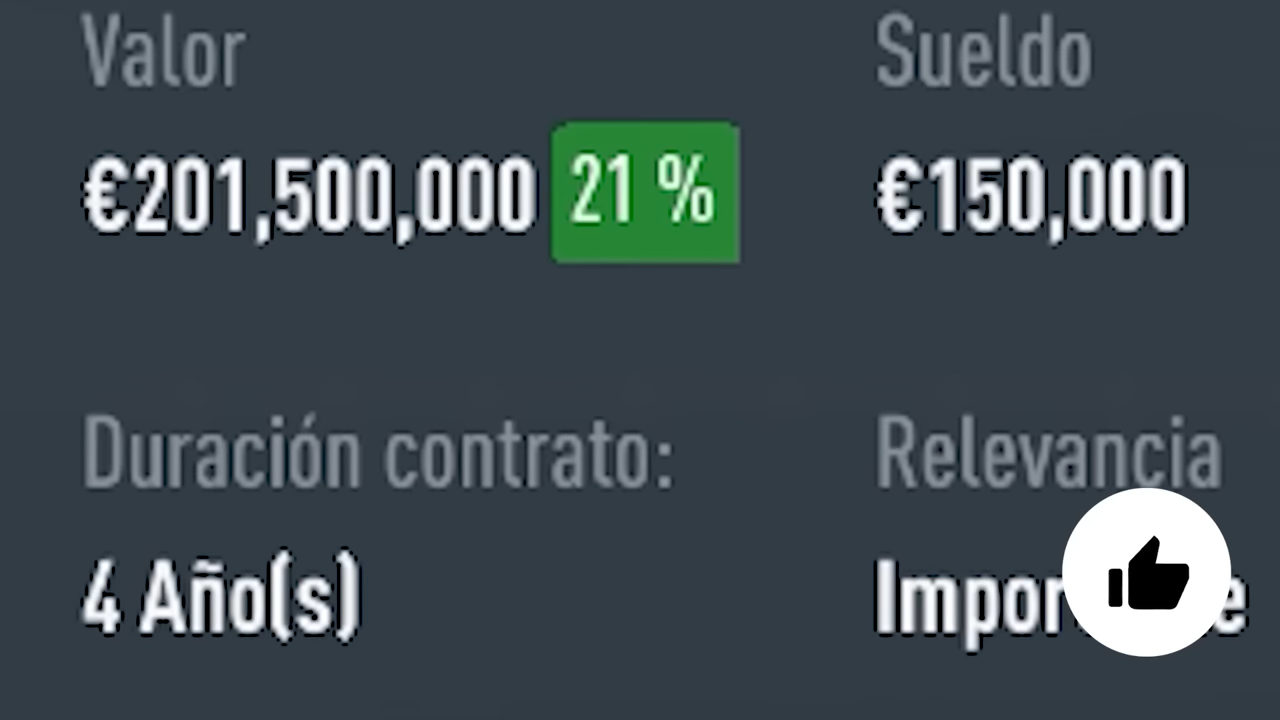 Valor
Sueldo
€201,500,000 21 %
€150,000
Duración contrato:
Relevancia
4 Año(s)